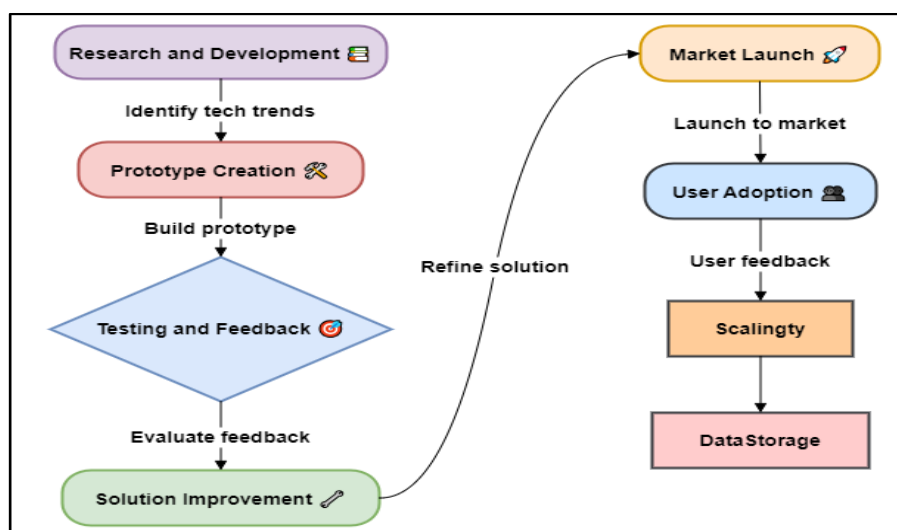 Research and Development
Identify tech trends
Prototype Creation
Build prototype
Testing and Feedback
Evaluate feedback
Solution Improvement
Refine solution
Market Launch
Launch to market
User Adoption
User feedback
Scalingty
DataStorage